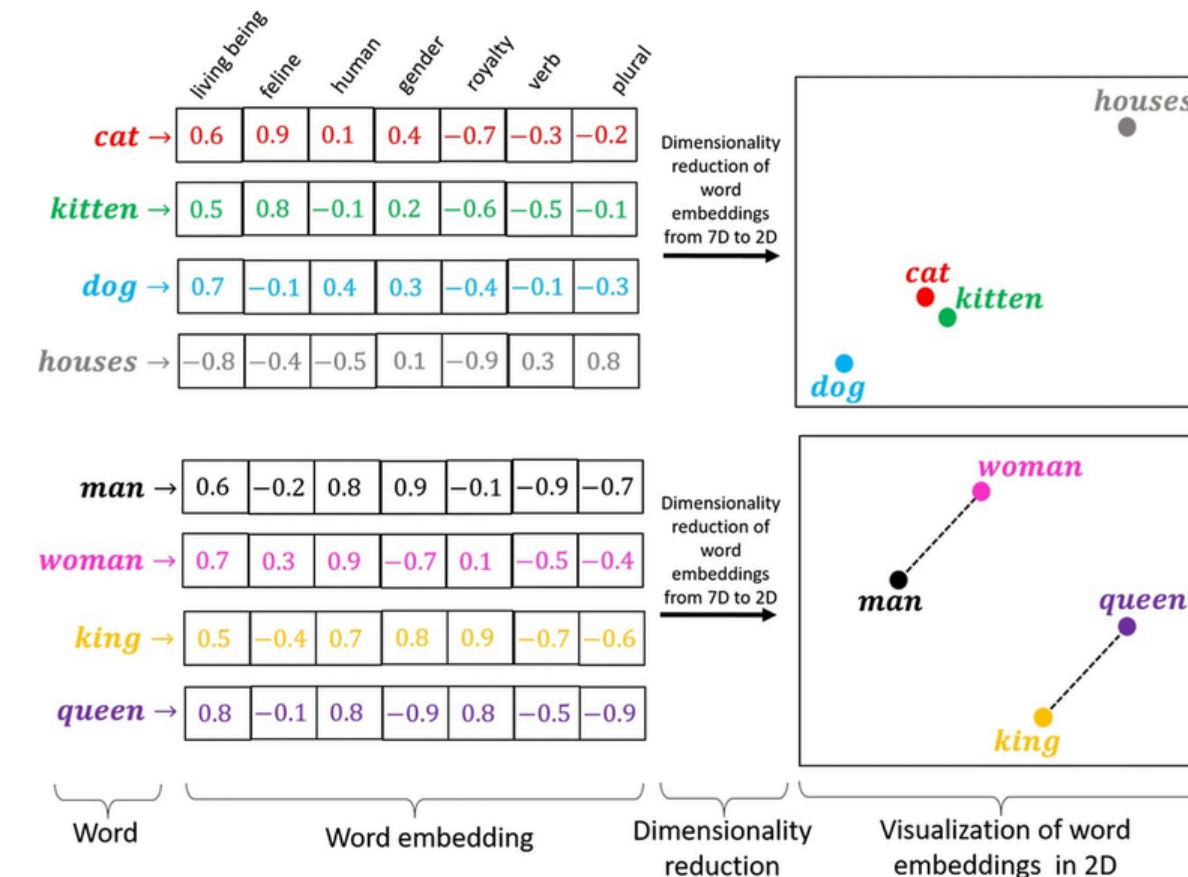 living being feline human gender royalty verb plural
cat → 0.6 0.9 0.1 0.4 −0.7 −0.3 −0.2
kitten → 0.5 0.8 −0.1 0.2 −0.6 −0.5 −0.1
dog → 0.7 −0.1 0.4 0.3 −0.4 −0.1 −0.3
houses → −0.8 −0.4 −0.5 0.1 −0.9 0.3 0.8
Dimensionality
reduction of
word
embeddings
from 7D to 2D
houses
cat
kitten
dog
man → 0.6 −0.2 0.8 0.9 −0.1 −0.9 −0.7
woman → 0.7 0.3 0.9 −0.7 0.1 −0.5 −0.4
king → 0.5 −0.4 0.7 0.8 0.9 −0.7 −0.6
queen → 0.8 −0.1 0.8 −0.9 0.8 −0.5 −0.9
Dimensionality
reduction of
word
embeddings
from 7D to 2D
woman
man
queen
king
Word
Word embedding
Dimensionality
reduction
Visualization of word
embeddings in 2D